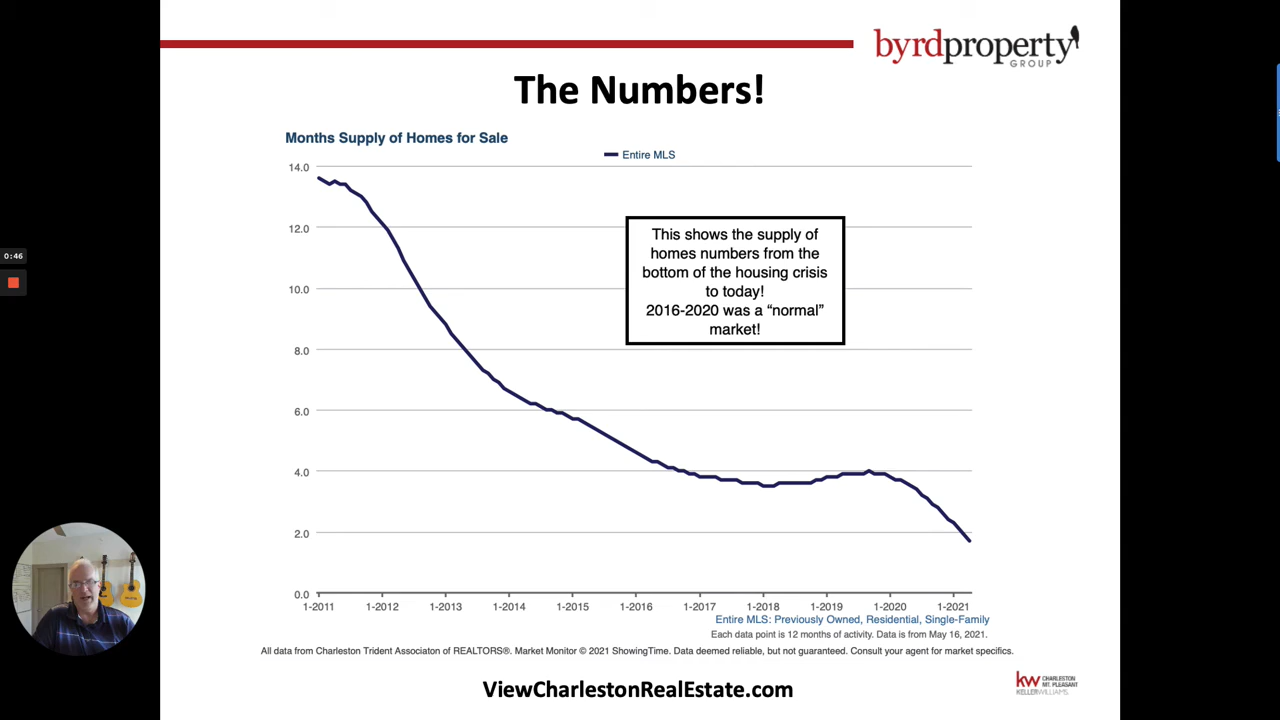 byrdproperty
GROUP
The Numbers!
Months Supply of Homes for Sale
Entire MLS
14.0
12.0
10.0
8.0
6.0
4.0
2.0
0.0
This shows the supply of
homes numbers from the
bottom of the housing crisis
to today!
2016-2020 was a “normal”
market!
0:46
1-2011 1-2012 1-2013 1-2014 1-2015 1-2016 1-2017 1-2018 1-2019 1-2020 1-2021
Entire MLS: Previously Owned, Residential, Single-Family
Each data point is 12 months of activity. Data is from May 16, 2021.
All data from Charleston Trident Associaton of REALTORS®. Market Monitor © 2021 ShowingTime. Data deemed reliable, but not guaranteed. Consult your agent for market specifics.
ViewCharlestonRealEstate.com
kw CHARLESTON
MT. PLEASANT
KELLERWILLIAMS